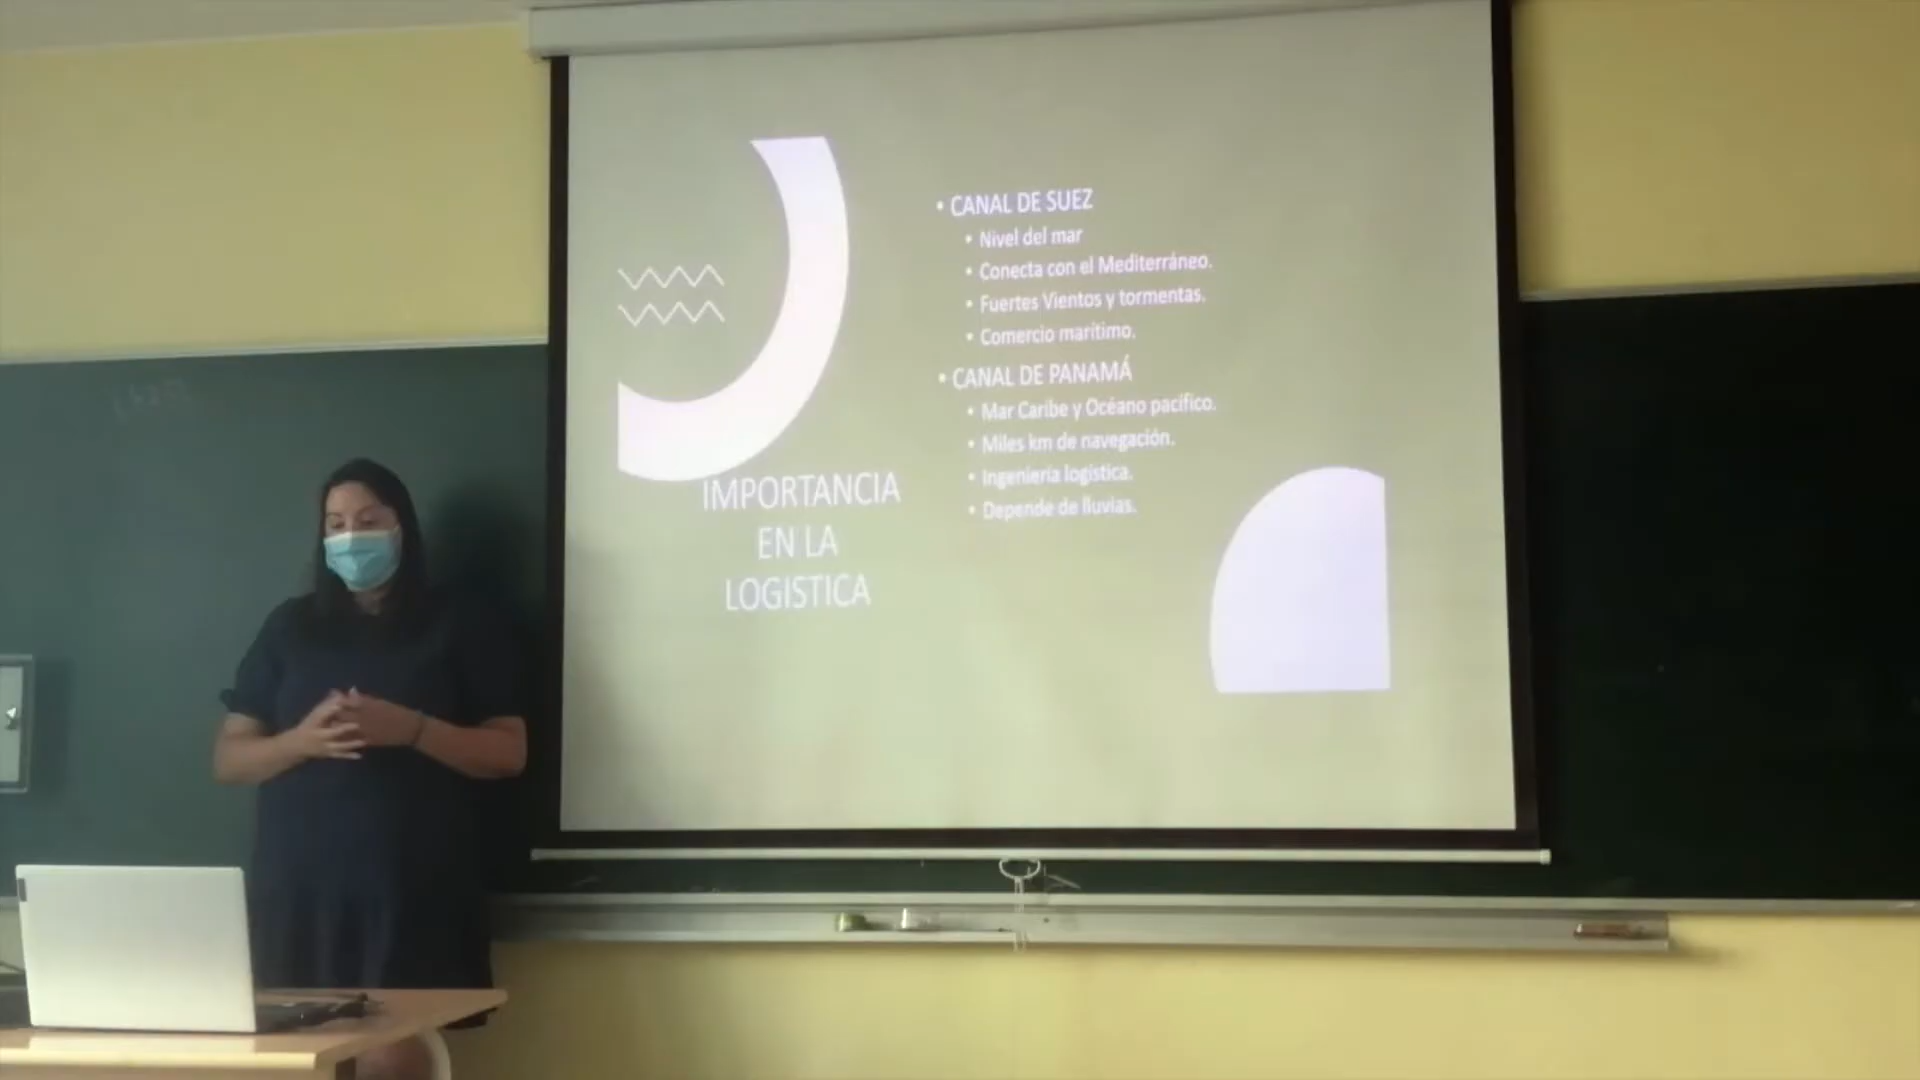 IMPORTANCIA
EN LA
LOGISTICA
• CANAL DE SUEZ
• Nivel del mar
• Conecta con el Mediterráneo.
• Fuertes Vientos y tormentas.
• Comercio marítimo.
• CANAL DE PANAMÁ
• Mar Caribe y Océano pacífico.
• Miles km de navegación.
• Ingeniería logística.
• Depende de lluvias.